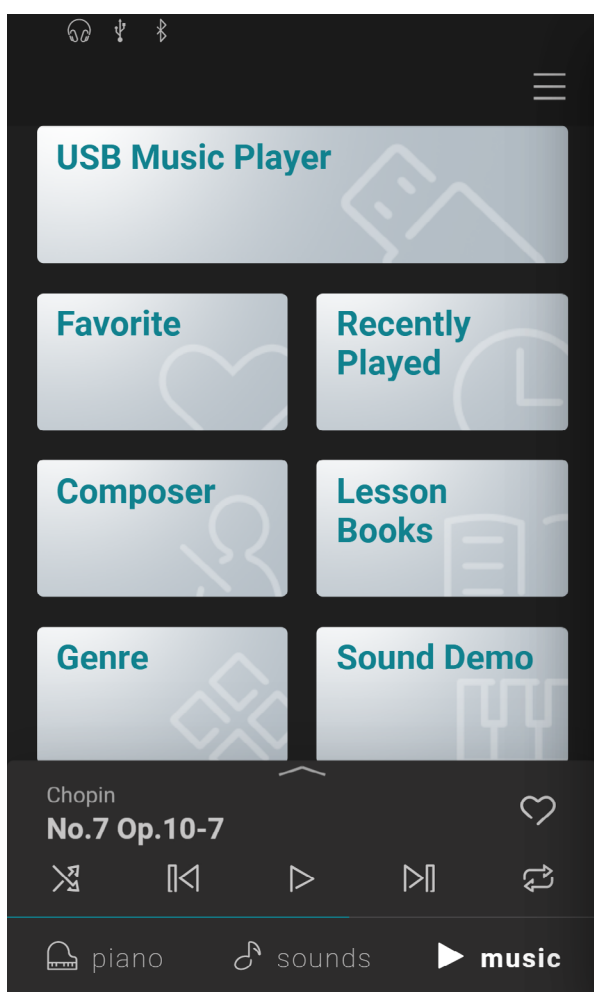 USB Music Player
Favorite
Recently
Played
Composer
Lesson
Books
Genre
Sound Demo
Chopin
No.7 Op.10-7
piano
sounds
music